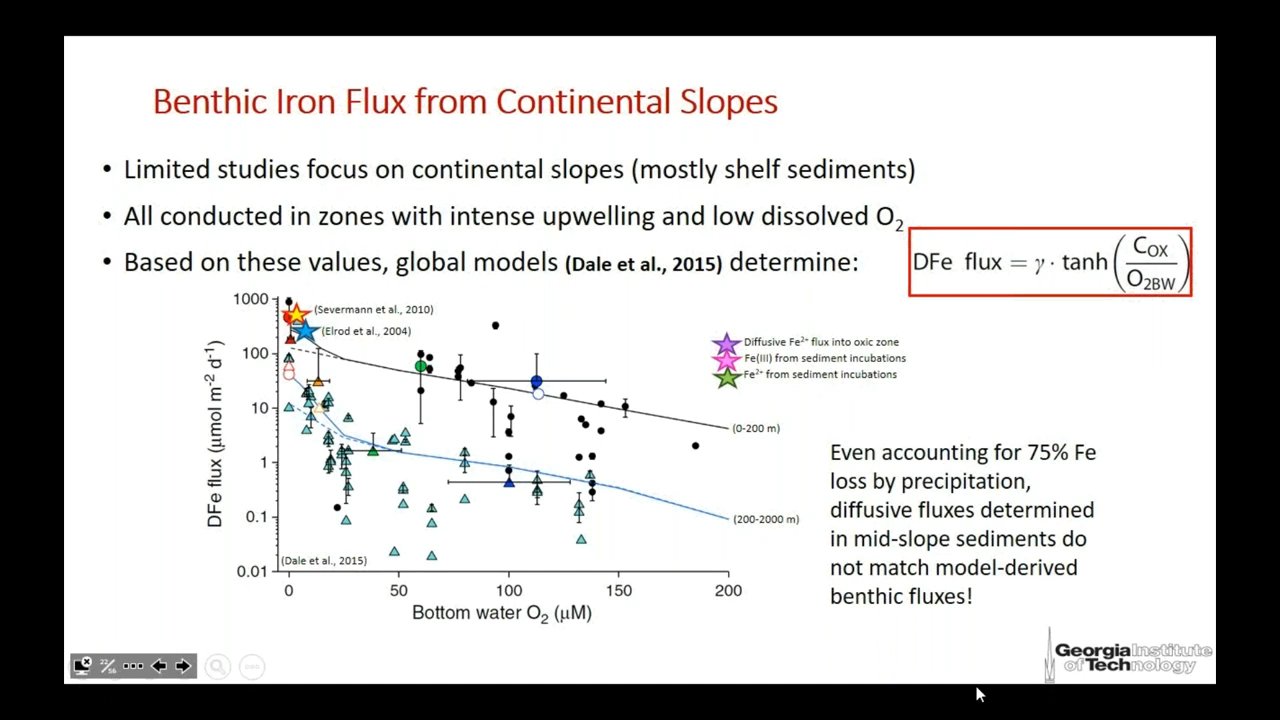 Benthic Iron Flux from Continental Slopes
• Limited studies focus on continental slopes (mostly shelf sediments)
• All conducted in zones with intense upwelling and low dissolved O2
• Based on these values, global models (Dale et al., 2015) determine:
DFe flux = γ · tanh(COX/O2BW)
(Severmann et al., 2010)
(Elrod et al., 2004)
Diffusive Fe²⁺ flux into oxic zone
Fe(III) from sediment incubations
Fe²⁺ from sediment incubations
DFe flux (μmol m⁻² d⁻¹)
1000
100
10
1
0.1
0.01
(0-200 m)
(200-2000 m)
(Dale et al., 2015)
0 50 100 150 200
Bottom water O2 (μM)
Even accounting for 75% Fe
loss by precipitation,
diffusive fluxes determined
in mid-slope sediments do
not match model-derived
benthic fluxes!
22/56
Georgia Institute
of Technology